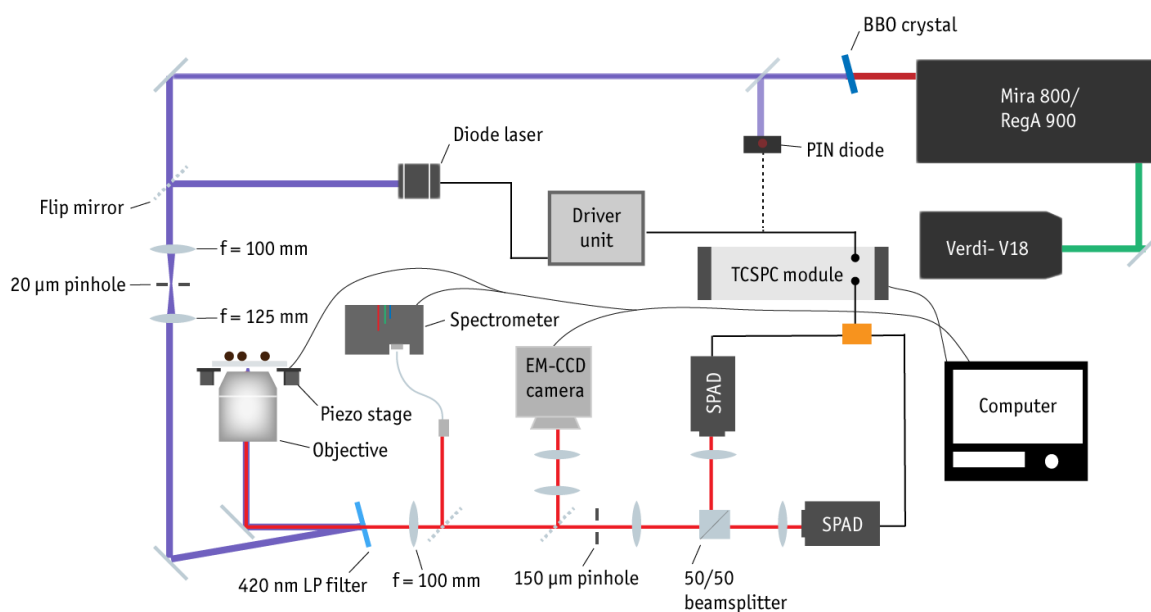 BBO crystal
Mira 800/
RegA 900
Diode laser
PIN diode
Flip mirror
Driver
unit
Verdi- V18
f = 100 mm
TCSPC module
20 µm pinhole
f = 125 mm
Spectrometer
EM-CCD
camera
SPAD
Computer
Piezo stage
Objective
SPAD
420 nm LP filter
f = 100 mm
150 µm pinhole
50/50
beamsplitter